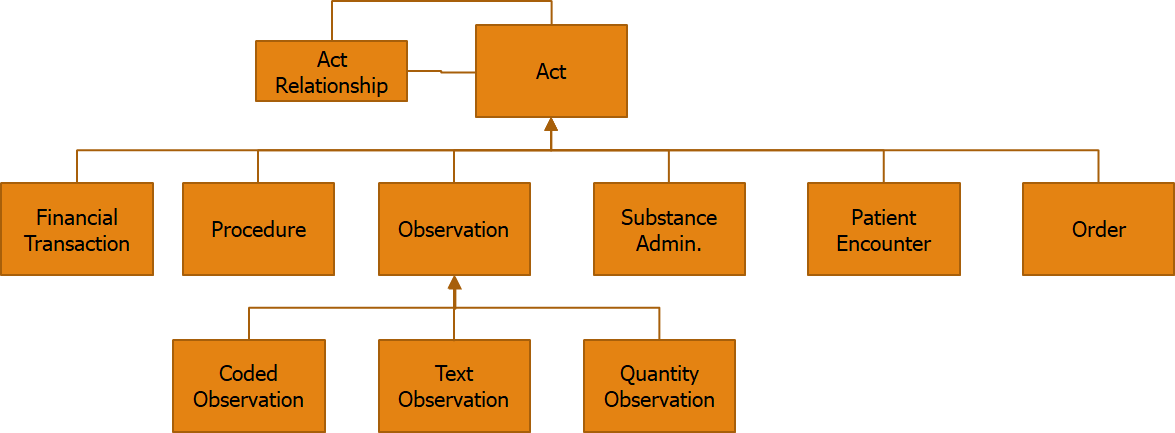 Act
Relationship
Act
Financial
Transaction
Procedure
Observation
Substance
Admin.
Patient
Encounter
Order
Coded
Observation
Text
Observation
Quantity
Observation